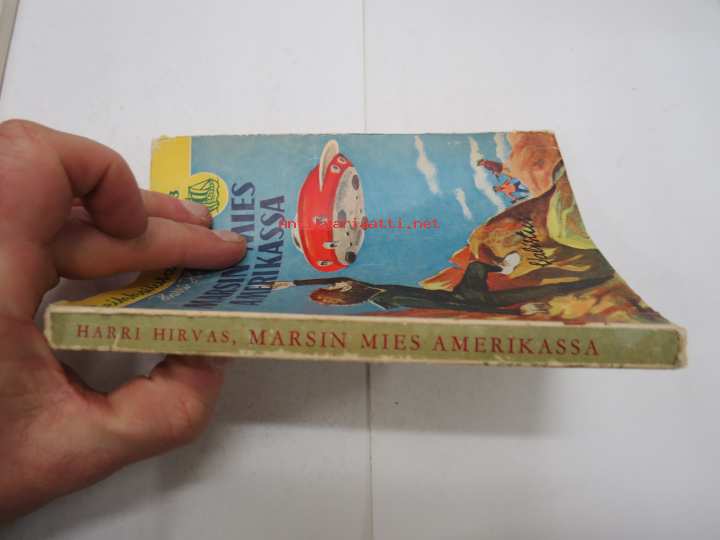 HARRI HIRVAS, MARSIN MIES AMERIKASSA
MARSIN MIES
AMERIKASSA
Antikvariaatti.net